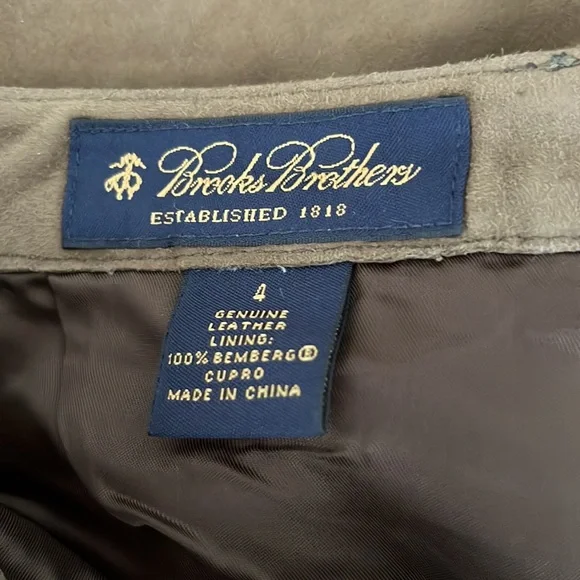 Brooks Brothers
ESTABLISHED 1818
4
GENUINE
LEATHER
LINING:
100% BEMBERG®
CUPRO
MADE IN CHINA